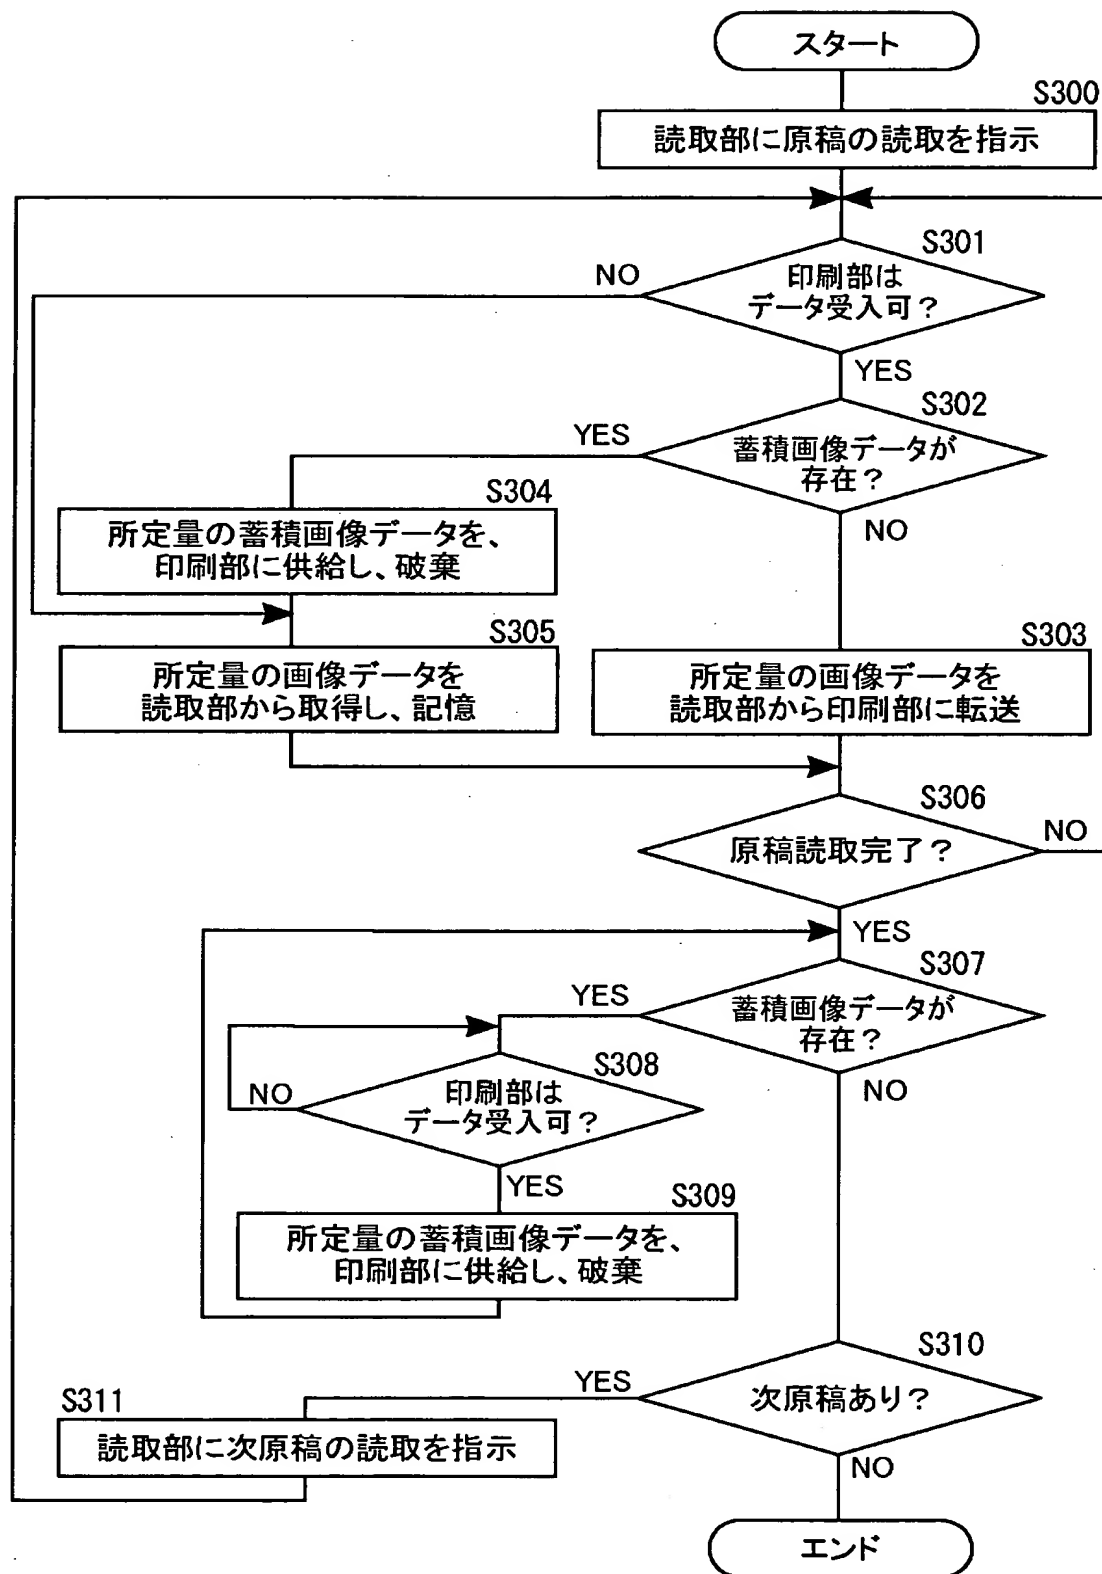 スタート
S300
読取部に原稿の読取を指示
S301
印刷部は
データ受入可？
NO
YES
S302
蓄積画像データが
存在？
YES
NO
S304
所定量の蓄積画像データを、
印刷部に供給し、破棄
S305
所定量の画像データを
読取部から取得し、記憶
S303
所定量の画像データを
読取部から印刷部に転送
S306
原稿読取完了？
NO
YES
S307
蓄積画像データが
存在？
YES
NO
S308
印刷部は
データ受入可？
NO
YES
S309
所定量の蓄積画像データを、
印刷部に供給し、破棄
S310
次原稿あり？
YES
NO
S311
読取部に次原稿の読取を指示
エンド